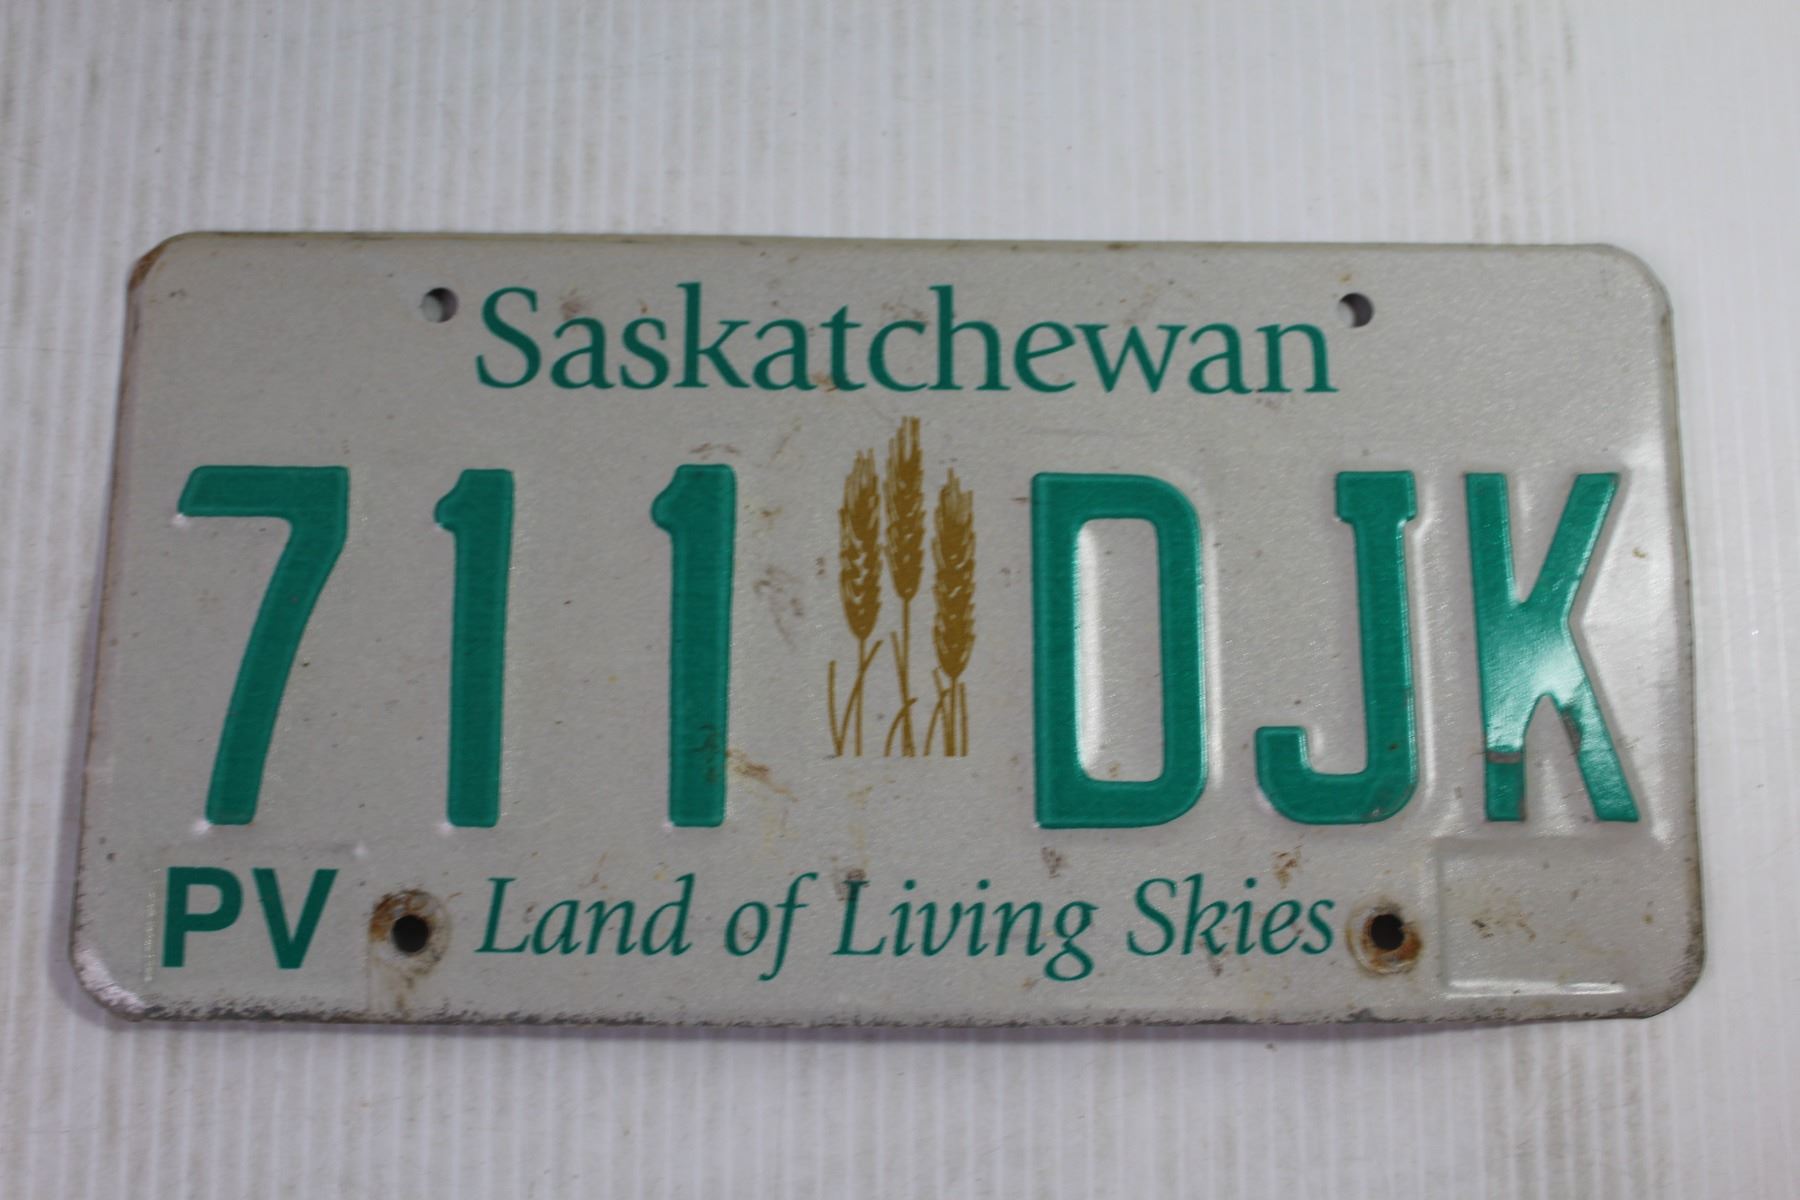 Saskatchewan
711 DJK
PV Land of Living Skies